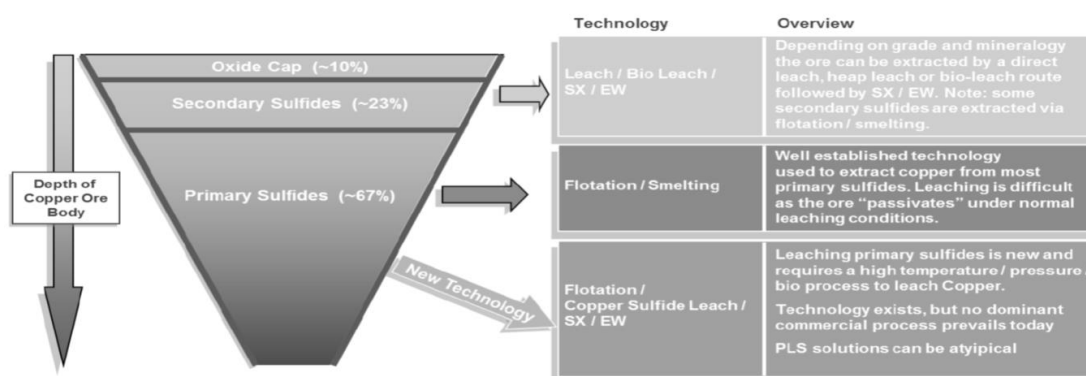 Technology
Overview
Oxide Cap (~10%)
Secondary Sulfides (~23%)
Primary Sulfides (~67%)
Depth of
Copper Ore
Body
New Technology
Leach / Bio Leach /
SX / EW
Depending on grade and mineralogy
the ore can be extracted by a direct
leach, heap leach or bio-leach route
followed by SX / EW. Note: some
secondary sulfides are extracted via
flotation / smelting.
Flotation / Smelting
Well established technology
used to extract copper from most
primary sulfides. Leaching is difficult
as the ore “passivates” under normal
leaching conditions.
Flotation /
Copper Sulfide Leach /
SX / EW
Leaching primary sulfides is new and
requires a high temperature / pressure /
bio process to leach Copper.
Technology exists, but no dominant
commercial process prevails today
PLS solutions can be atyipical